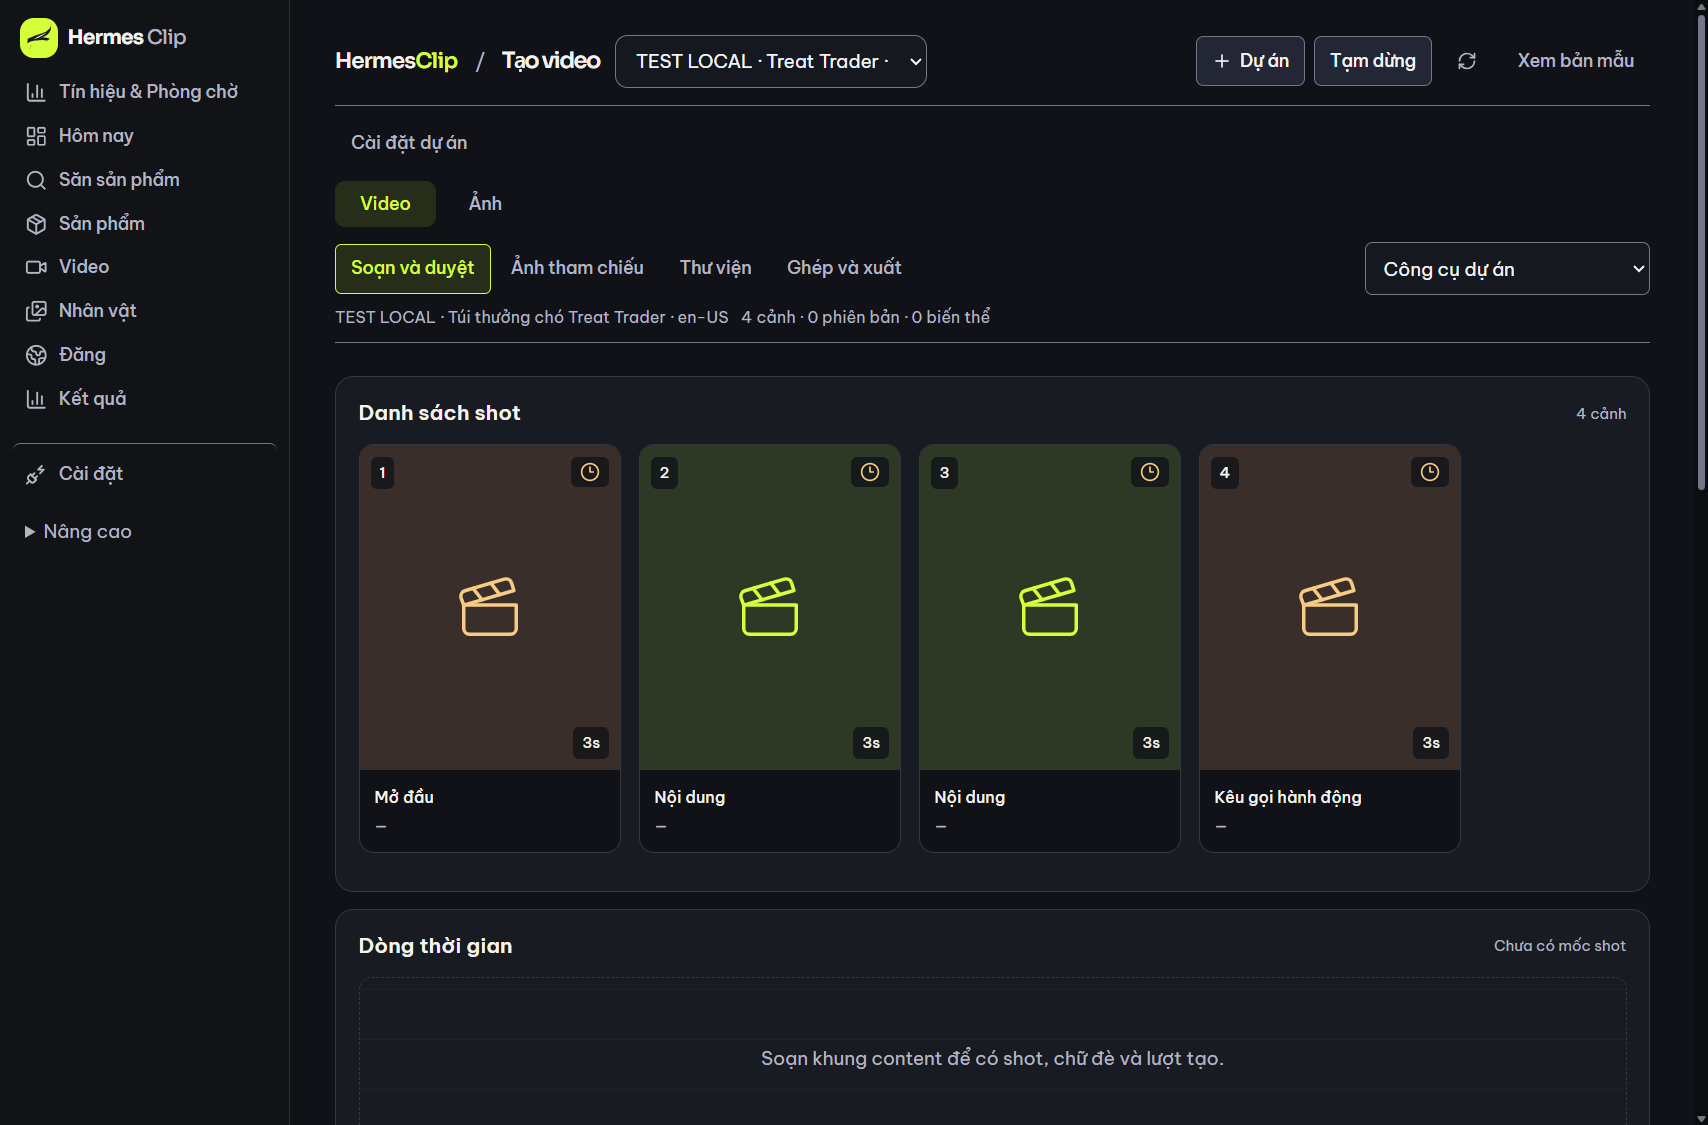 Hermes Clip
Tín hiệu & Phòng chờ
Hôm nay
Săn sản phẩm
Sản phẩm
Video
Nhân vật
Đăng
Kết quả
Cài đặt
Nâng cao
HermesClip / Tạo video
TEST LOCAL · Treat Trader ·
+ Dự án
Tạm dừng
Xem bản mẫu
Cài đặt dự án
Video
Ảnh
Soạn và duyệt
Ảnh tham chiếu
Thư viện
Ghép và xuất
Công cụ dự án
TEST LOCAL · Túi thưởng chó Treat Trader · en-US 4 cảnh · 0 phiên bản · 0 biến thể
Danh sách shot
4 cảnh
1
3s
Mở đầu
–
2
3s
Nội dung
–
3
3s
Nội dung
–
4
3s
Kêu gọi hành động
–
Dòng thời gian
Chưa có mốc shot
Soạn khung content để có shot, chữ đè và lượt tạo.